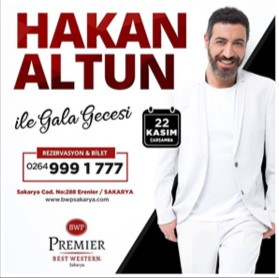 HAKAN
ALTUN
ile Gala Gecesi
22
KASIM
ÇARŞAMBA
REZERVASYON & BİLET
0264 999 1 777
Sakarya Cad. No:288 Erenler / SAKARYA
www.bwpsakarya.com
BWP
PREMIER
BEST WESTERN.
Sakarya